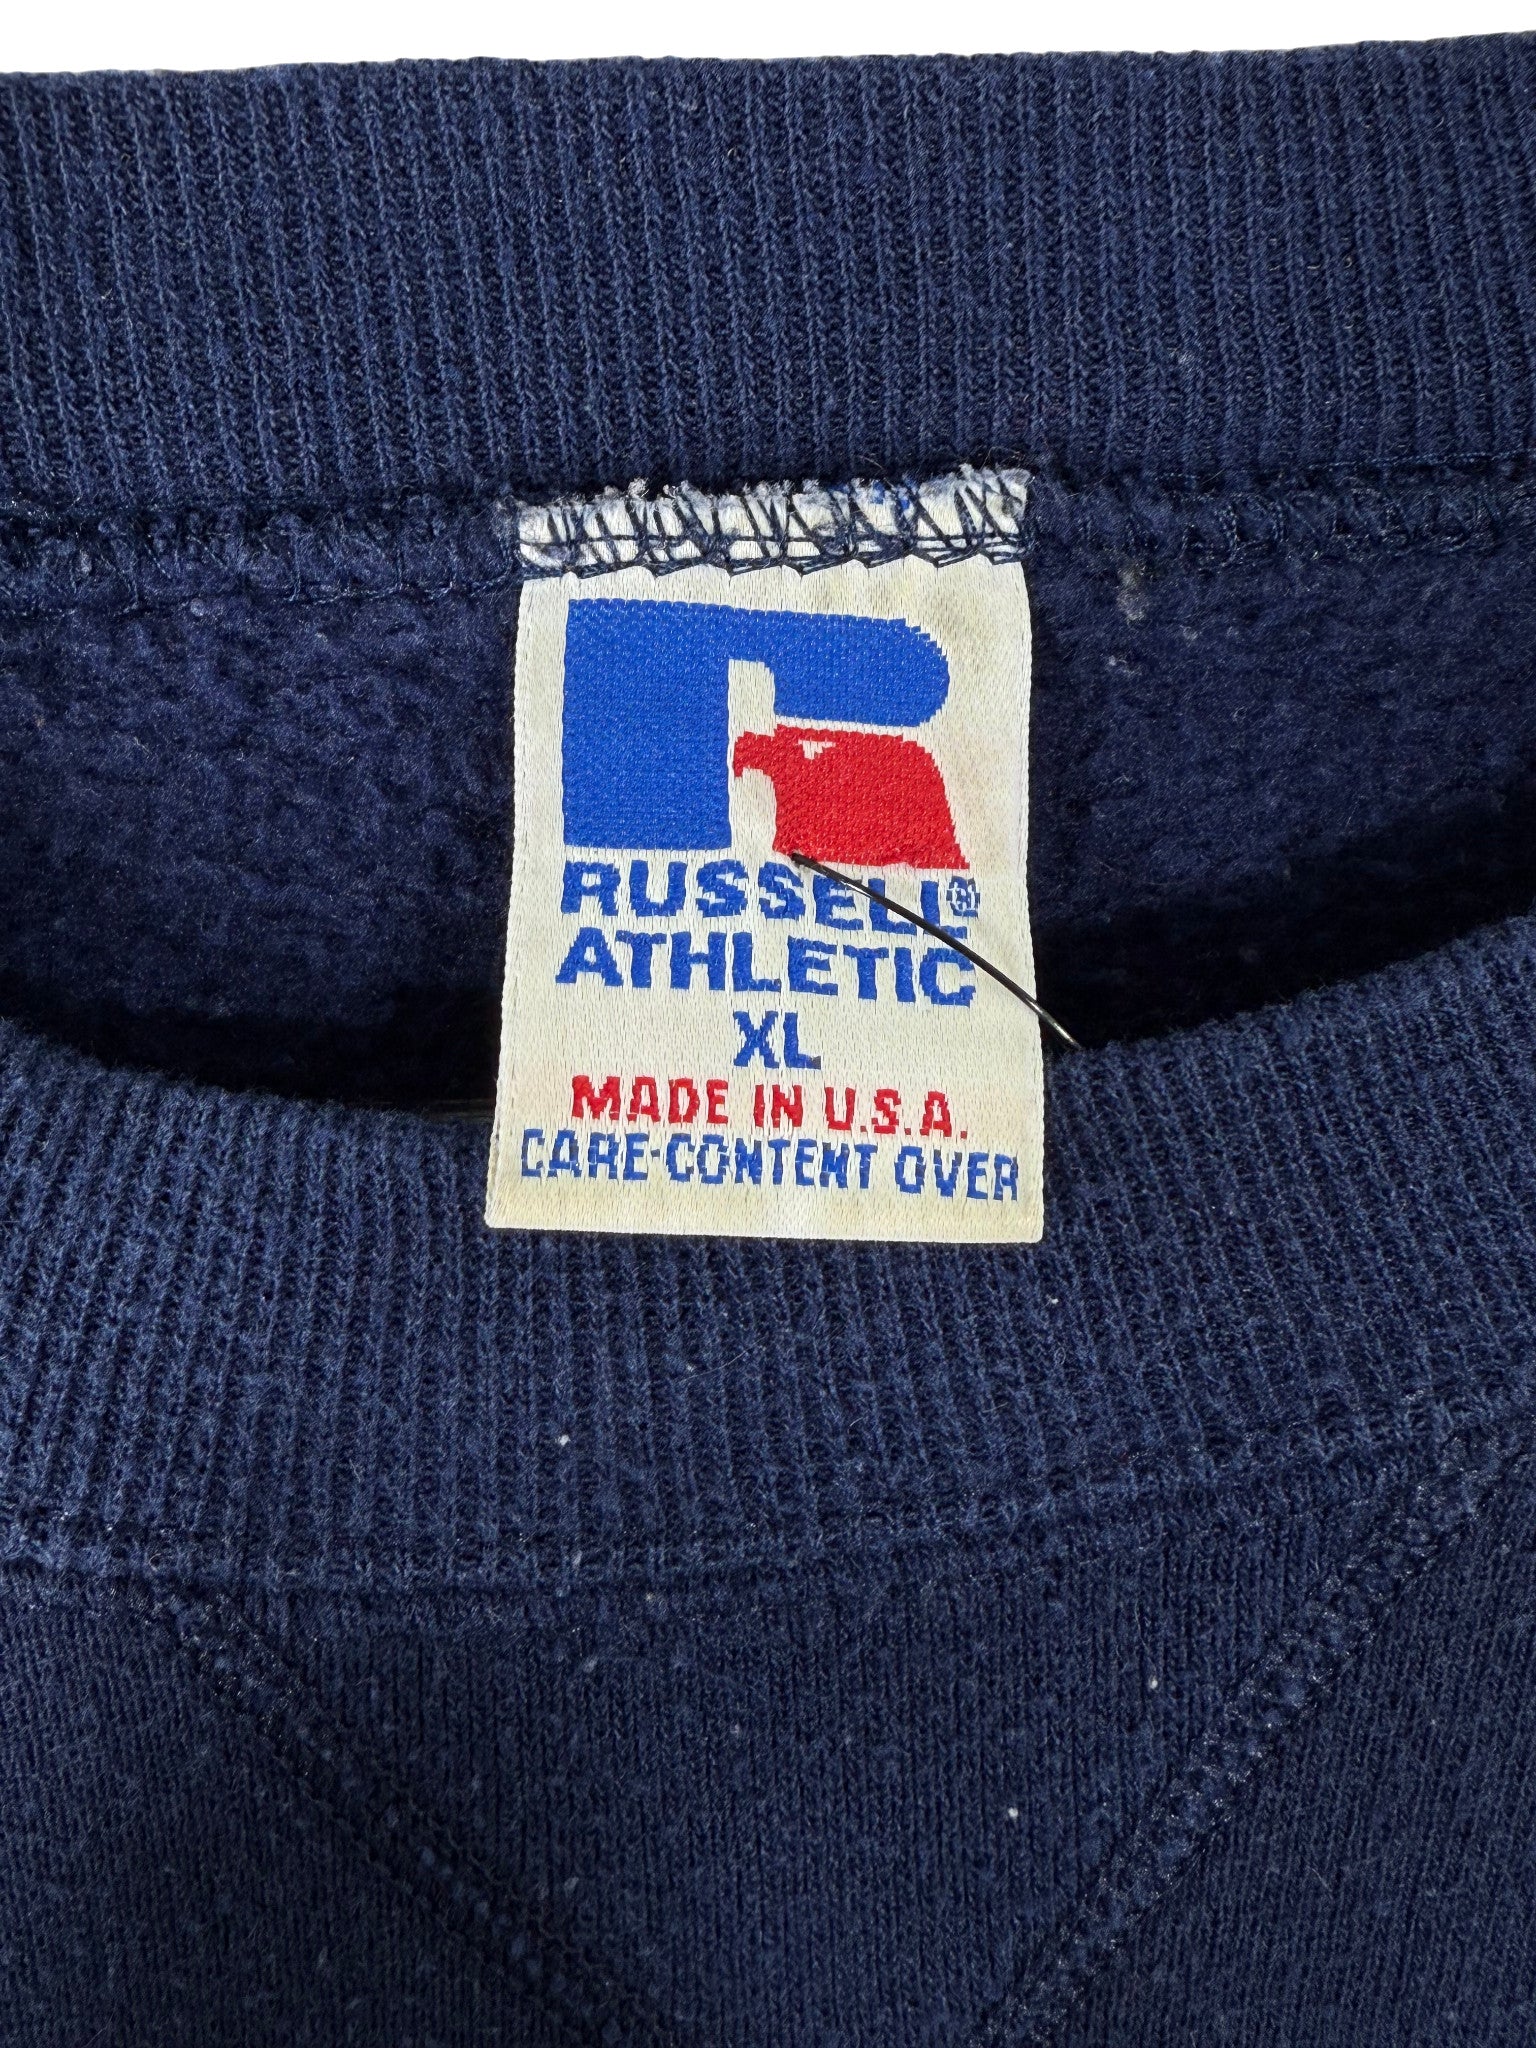 RUSSELL®
ATHLETIC
XL
MADE IN U.S.A.
CARE-CONTENT OVER